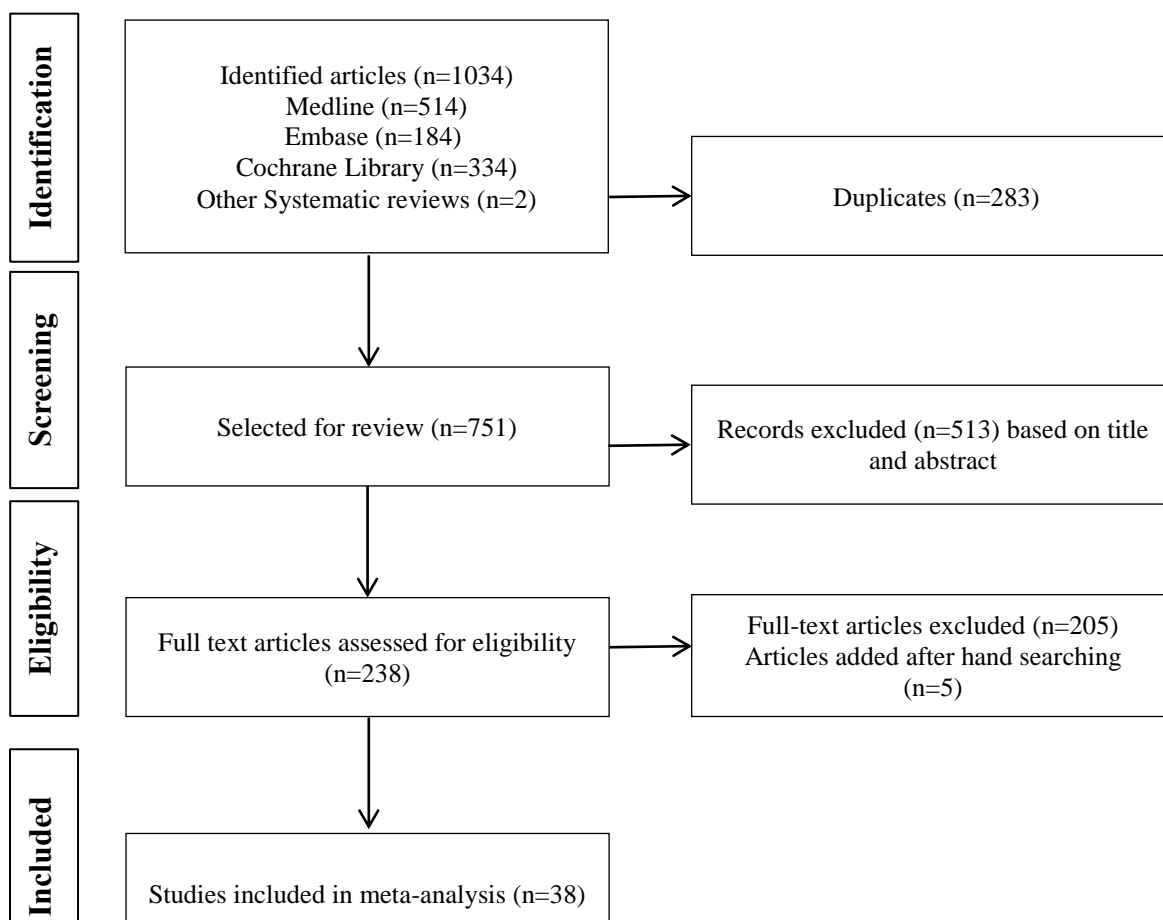 Identification
Identified articles (n=1034)
Medline (n=514)
Embase (n=184)
Cochrane Library (n=334)
Other Systematic reviews (n=2)
Duplicates (n=283)
Screening
Selected for review (n=751)
Records excluded (n=513) based on title
and abstract
Eligibility
Full text articles assessed for eligibility
(n=238)
Full-text articles excluded (n=205)
Articles added after hand searching
(n=5)
Included
Studies included in meta-analysis (n=38)